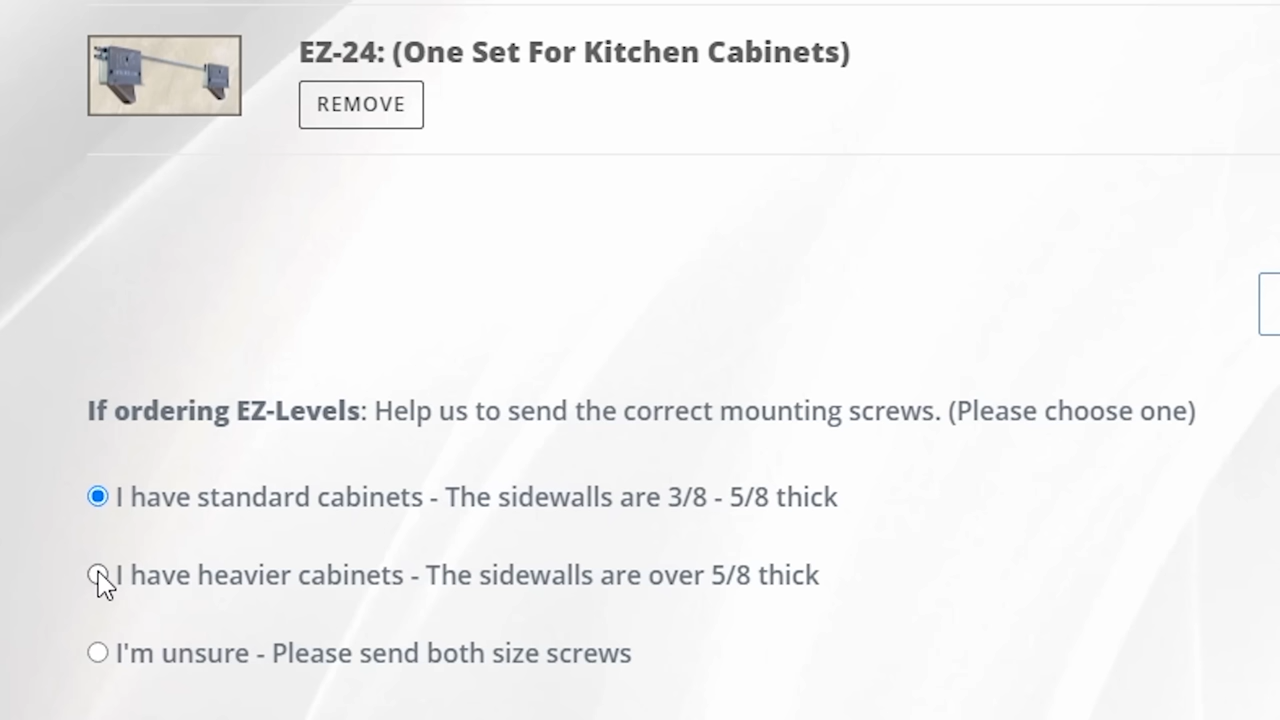 EZ-24: (One Set For Kitchen Cabinets)
REMOVE
If ordering EZ-Levels: Help us to send the correct mounting screws. (Please choose one)
I have standard cabinets - The sidewalls are 3/8 - 5/8 thick
I have heavier cabinets - The sidewalls are over 5/8 thick
I'm unsure - Please send both size screws